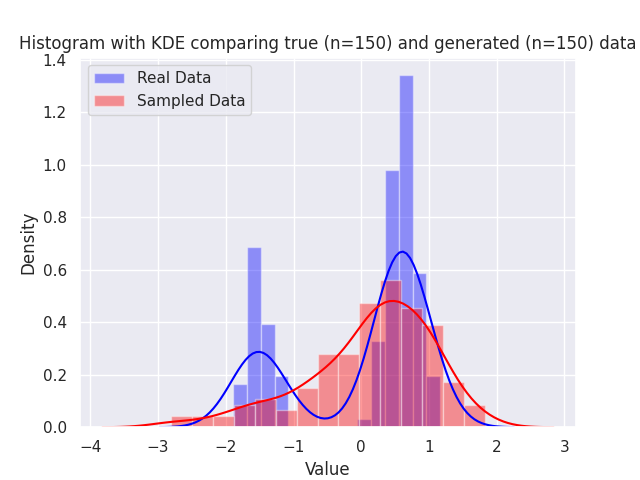 Histogram with KDE comparing true (n=150) and generated (n=150) data
Real Data
Sampled Data
1.4
1.2
1.0
0.8
0.6
0.4
0.2
0.0
Density
−4 −3 −2 −1 0 1 2 3
Value